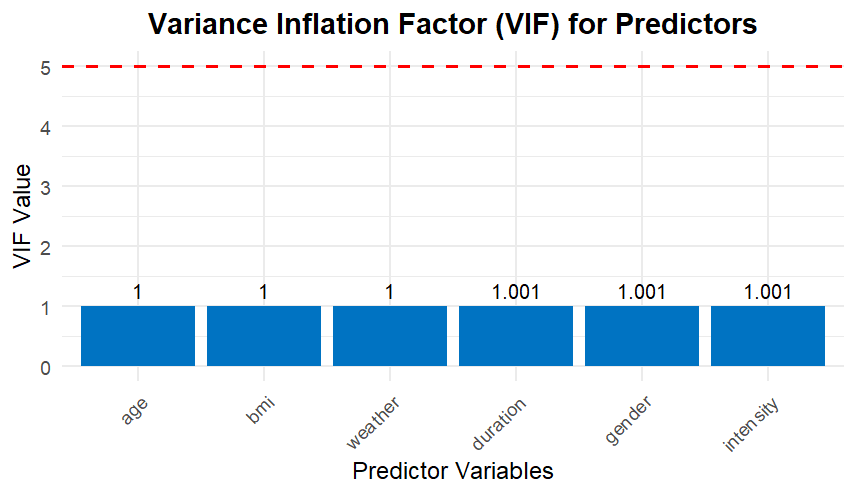 Variance Inflation Factor (VIF) for Predictors
VIF Value
5
4
3
2
1
0
1 1 1 1.001 1.001 1.001
age bmi weather duration gender intensity
Predictor Variables